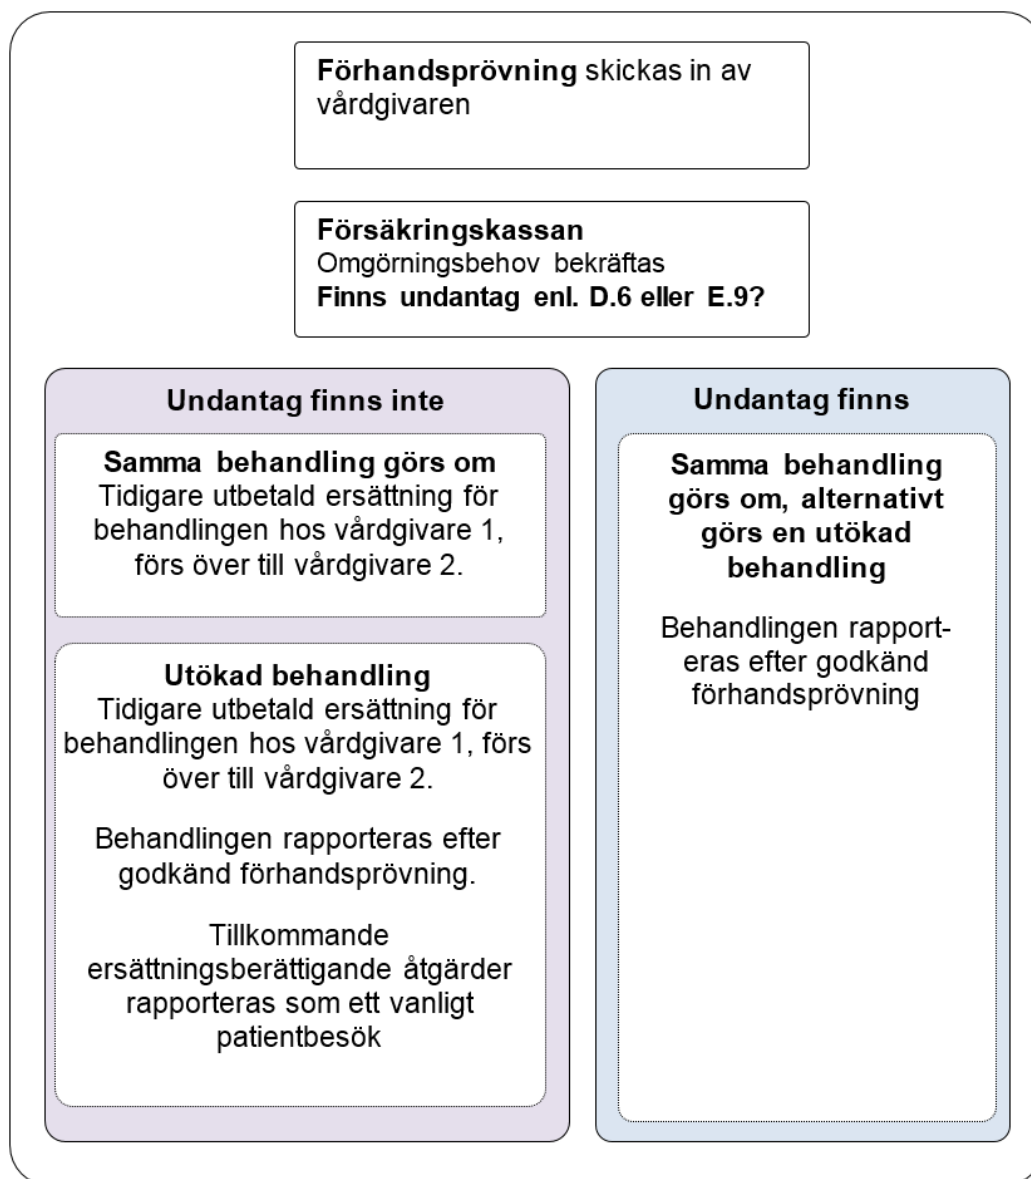 Förhandsprövning skickas in av
vårdgivaren
Försäkringskassan
Omgörningsbehov bekräftas
Finns undantag enl. D.6 eller E.9?
Undantag finns inte
Samma behandling görs om
Tidigare utbetald ersättning för
behandlingen hos vårdgivare 1,
förs över till vårdgivare 2.
Utökad behandling
Tidigare utbetald ersättning för
behandlingen hos vårdgivare 1, förs
över till vårdgivare 2.
Behandlingen rapporteras efter
godkänd förhandsprövning.
Tillkommande
ersättningsberättigande åtgärder
rapporteras som ett vanligt
patientbesök
Undantag finns
Samma behandling
görs om, alternativt
görs en utökad
behandling
Behandlingen rapport-
eras efter godkänd
förhandsprövning